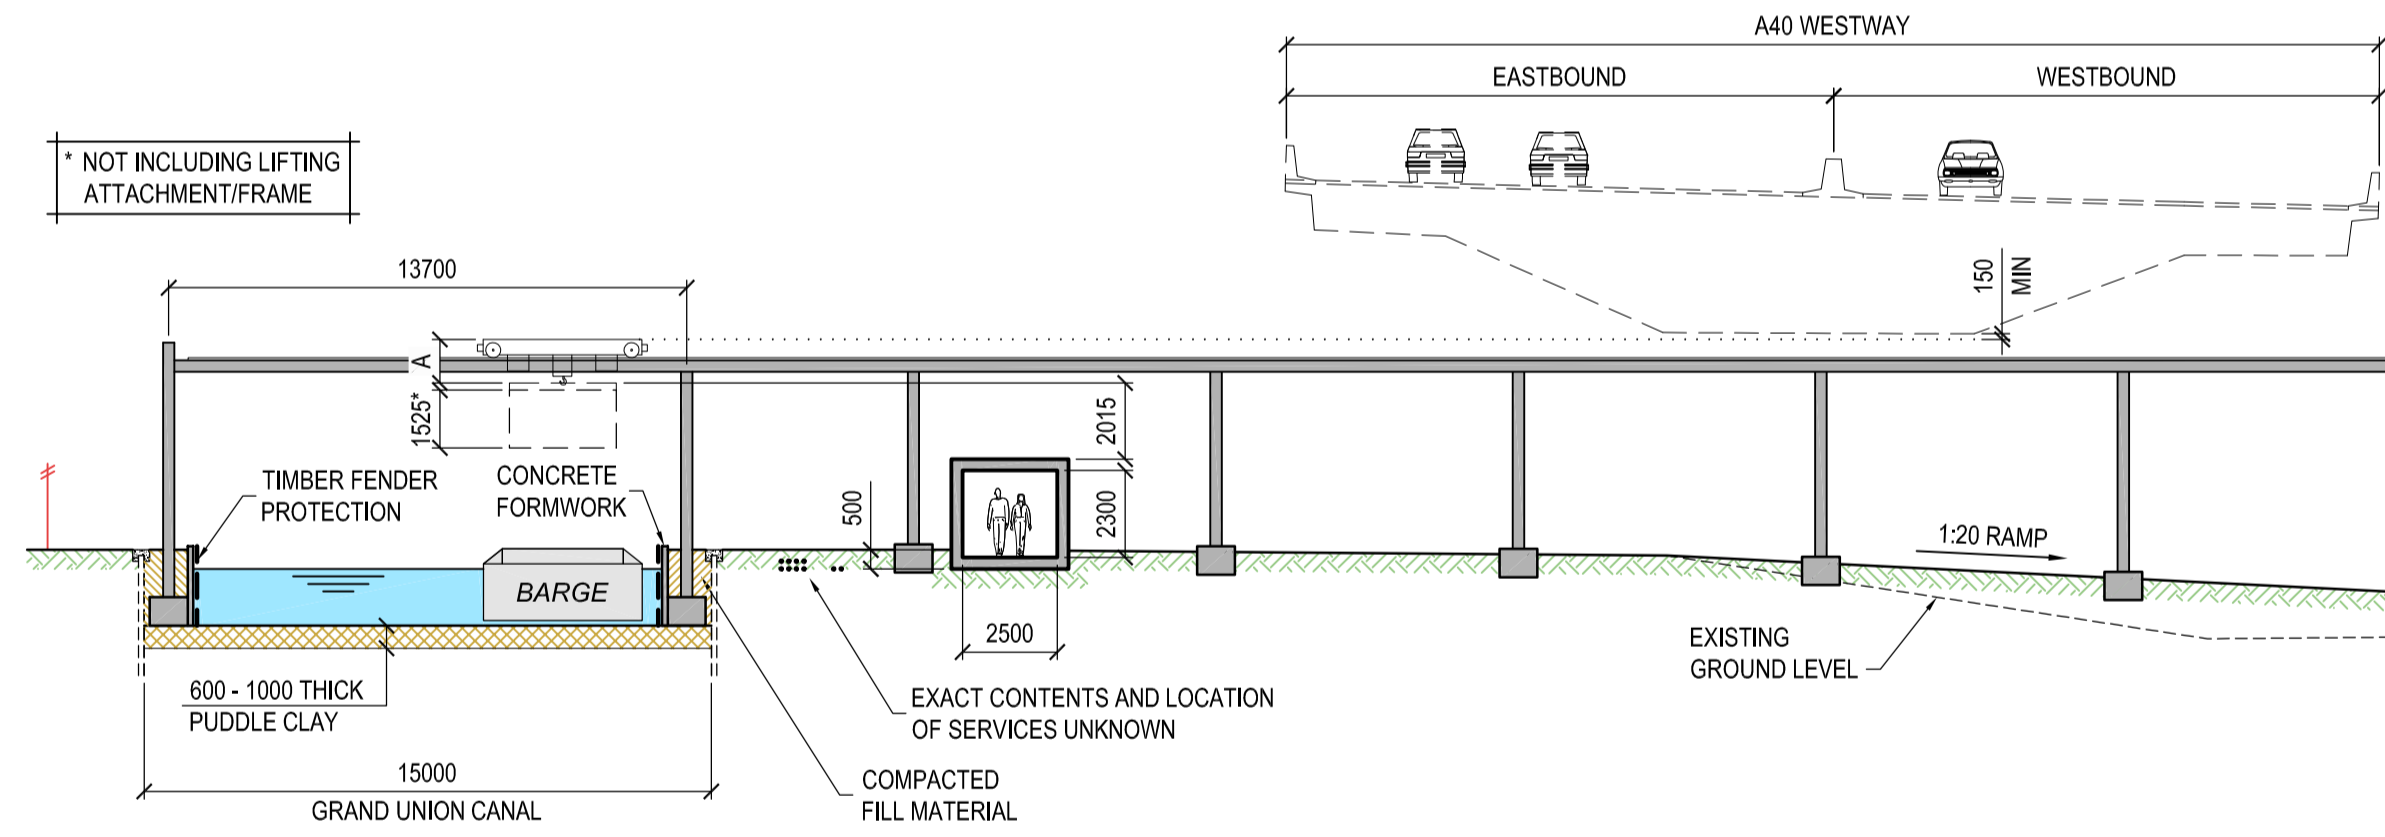 A40 WESTWAY
EASTBOUND
WESTBOUND
* NOT INCLUDING LIFTING
ATTACHMENT/FRAME
13700
150
MIN
A
1525*
2015
TIMBER FENDER
PROTECTION
CONCRETE
FORMWORK
500
2300
1:20 RAMP
BARGE
2500
EXISTING
GROUND LEVEL
600 - 1000 THICK
PUDDLE CLAY
EXACT CONTENTS AND LOCATION
OF SERVICES UNKNOWN
15000
GRAND UNION CANAL
COMPACTED
FILL MATERIAL